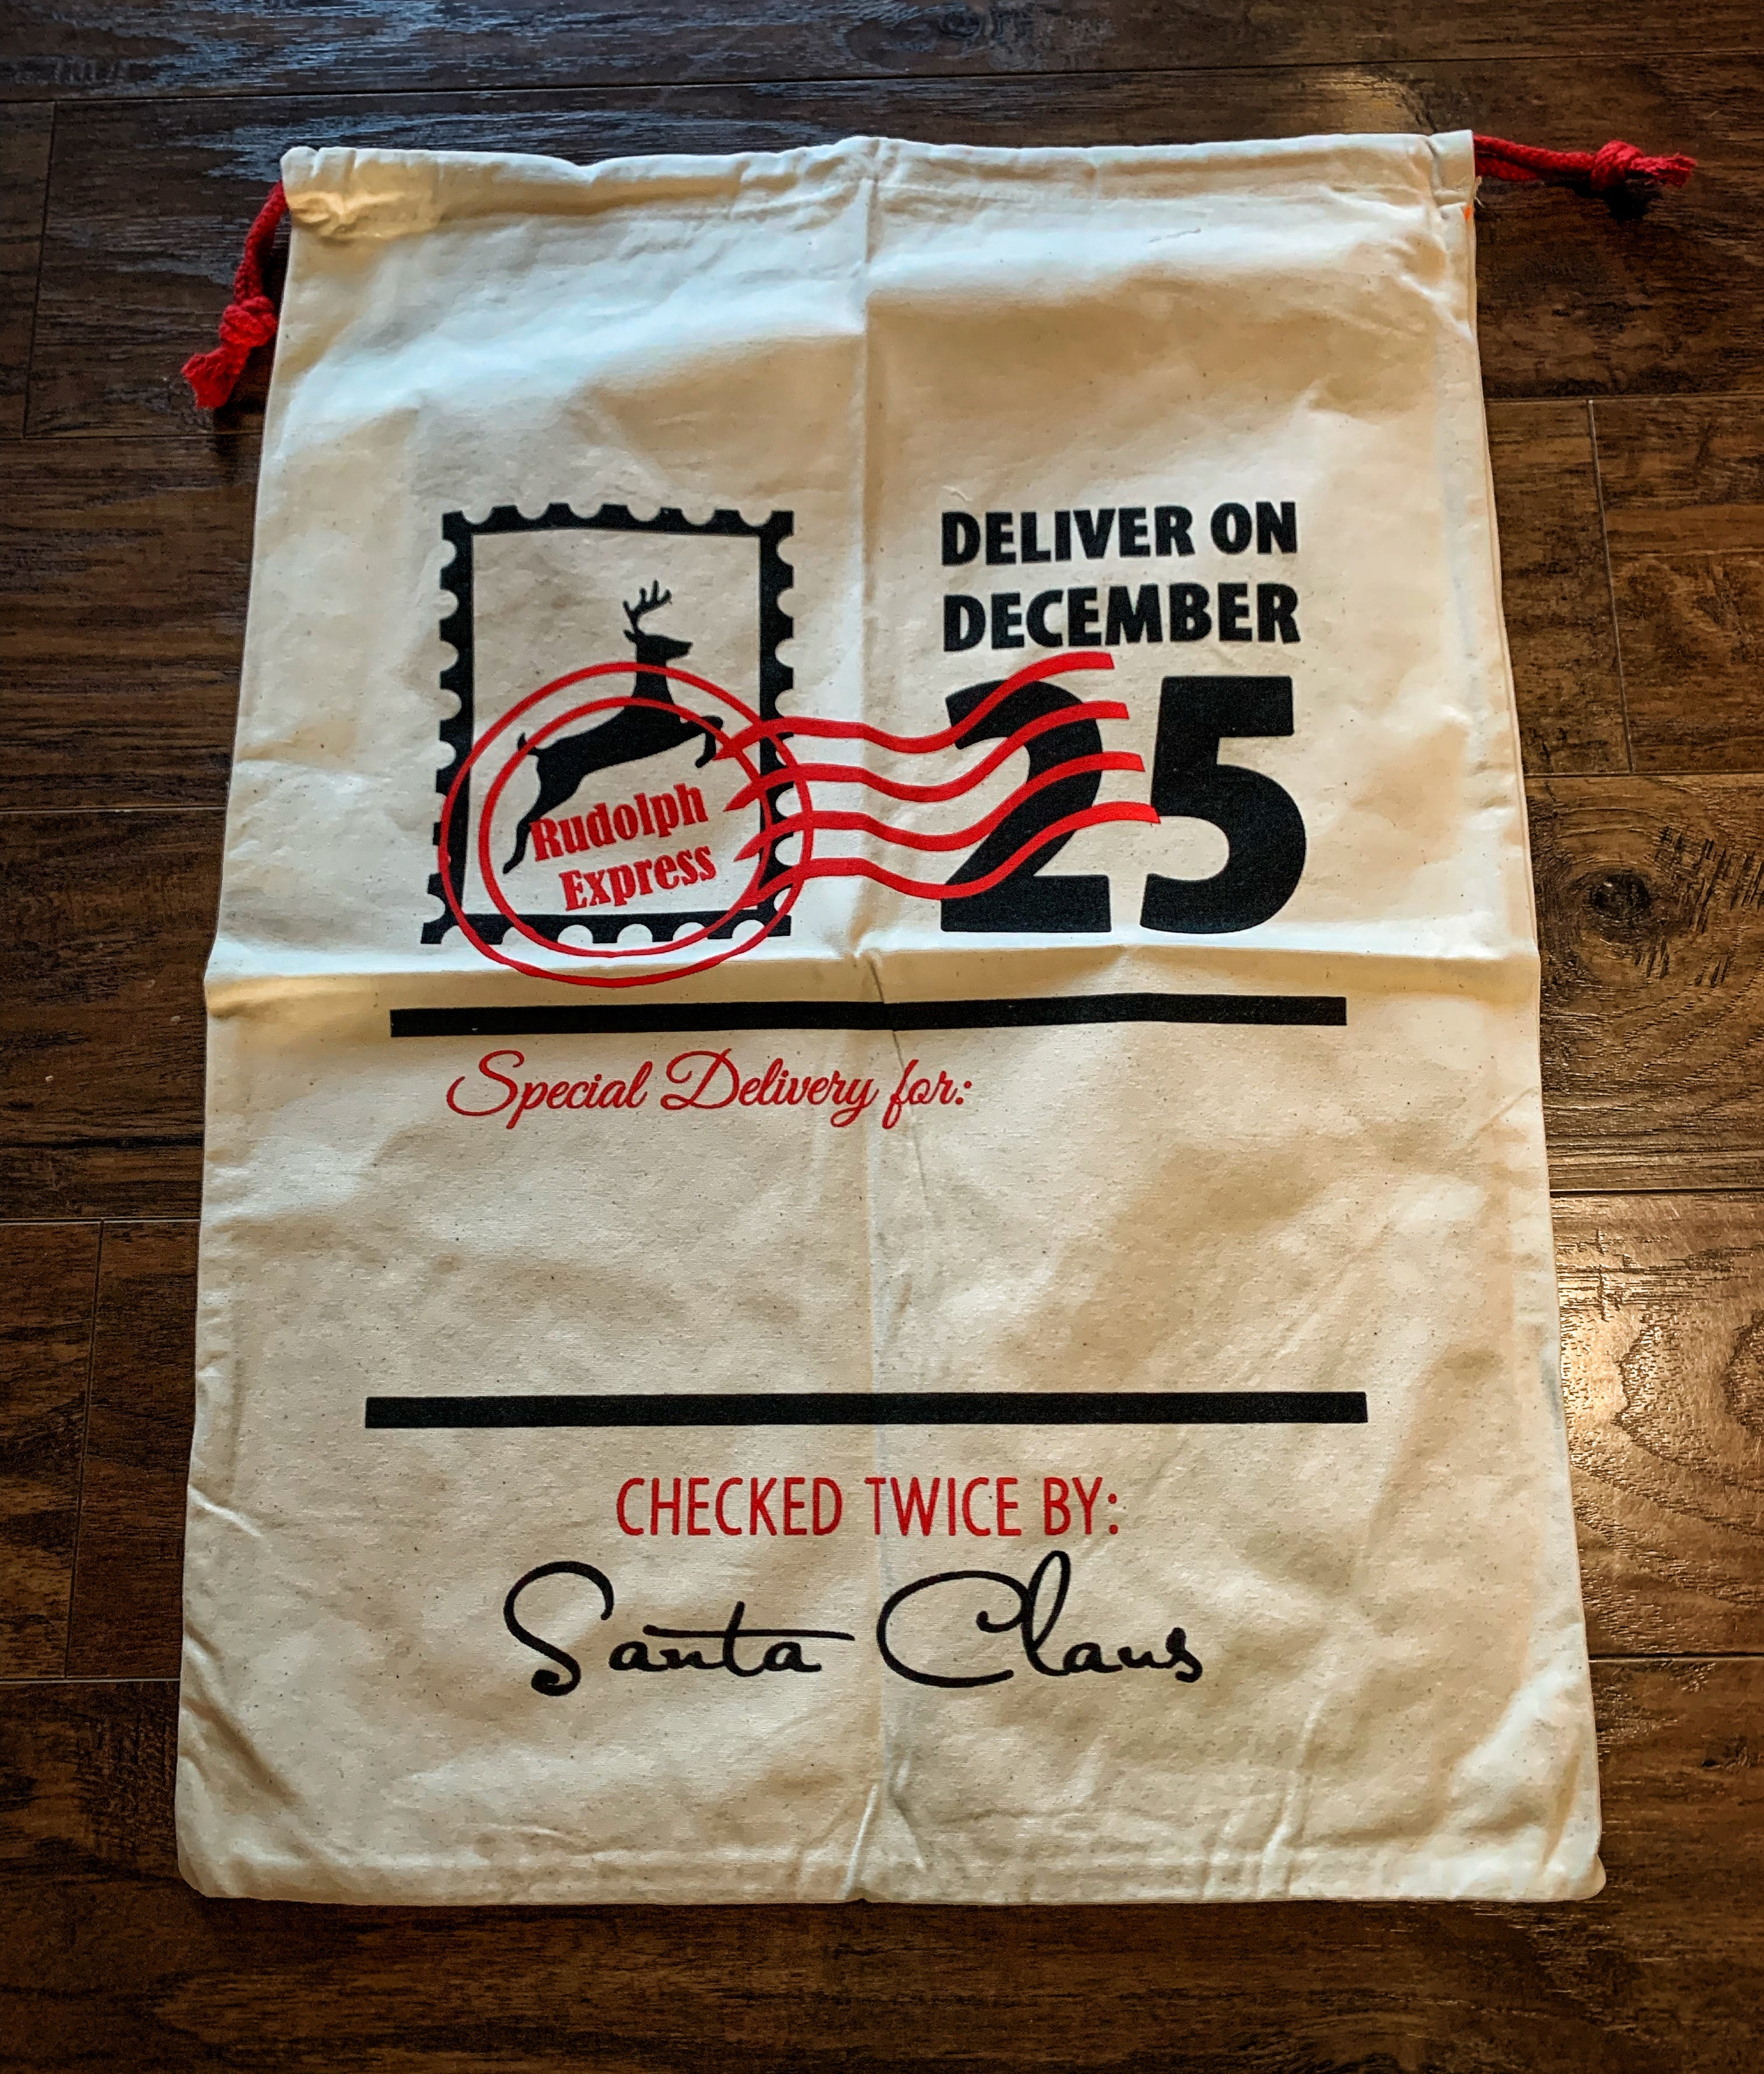 DELIVER ON
DECEMBER
25
Rudolph
Express
Special Delivery for:
CHECKED TWICE BY:
Santa Claus